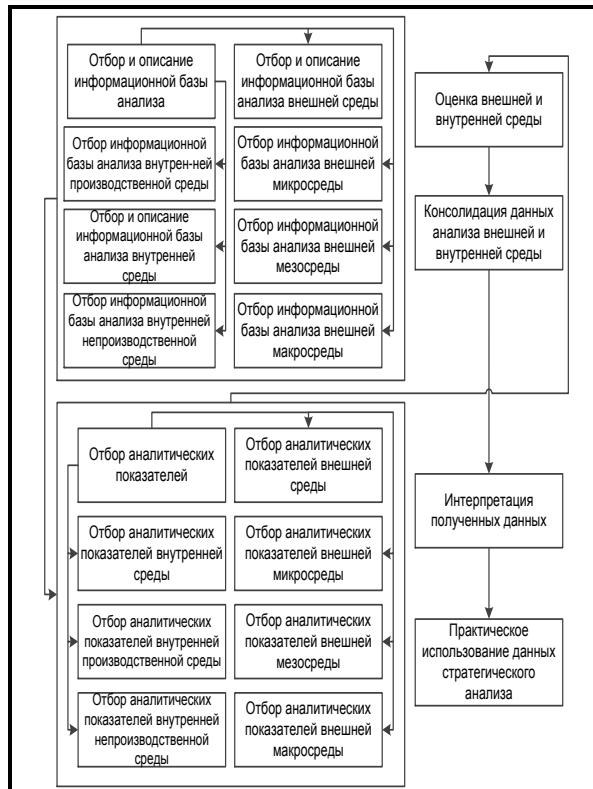 Отбор и описание
информационной базы
анализа
Отбор и описание
информационной базы
анализа внешней среды
Отбор информационной
базы анализа внутрен-ней
производственной среды
Отбор информационной
базы анализа внешней
микросреды
Отбор и описание
информационной базы
анализа внутренней
среды
Отбор информационной
базы анализа внешней
мезосреды
Отбор информационной
базы анализа внутренней
непроизводственной
среды
Отбор информационной
базы анализа внешней
макросреды
Оценка внешней и
внутренней среды
Консолидация данных
анализа внешней и
внутренней среды
Отбор аналитических
показателей
Отбор аналитических
показателей внешней
среды
Отбор аналитических
показателей внутренней
среды
Отбор аналитических
показателей внешней
микросреды
Отбор аналитических
показателей внутренней
производственной среды
Отбор аналитических
показателей внешней
мезосреды
Отбор аналитических
показателей внутренней
непроизводственной
среды
Отбор аналитических
показателей внешней
макросреды
Интерпретация
полученных данных
Практическое
использование данных
стратегического
анализа